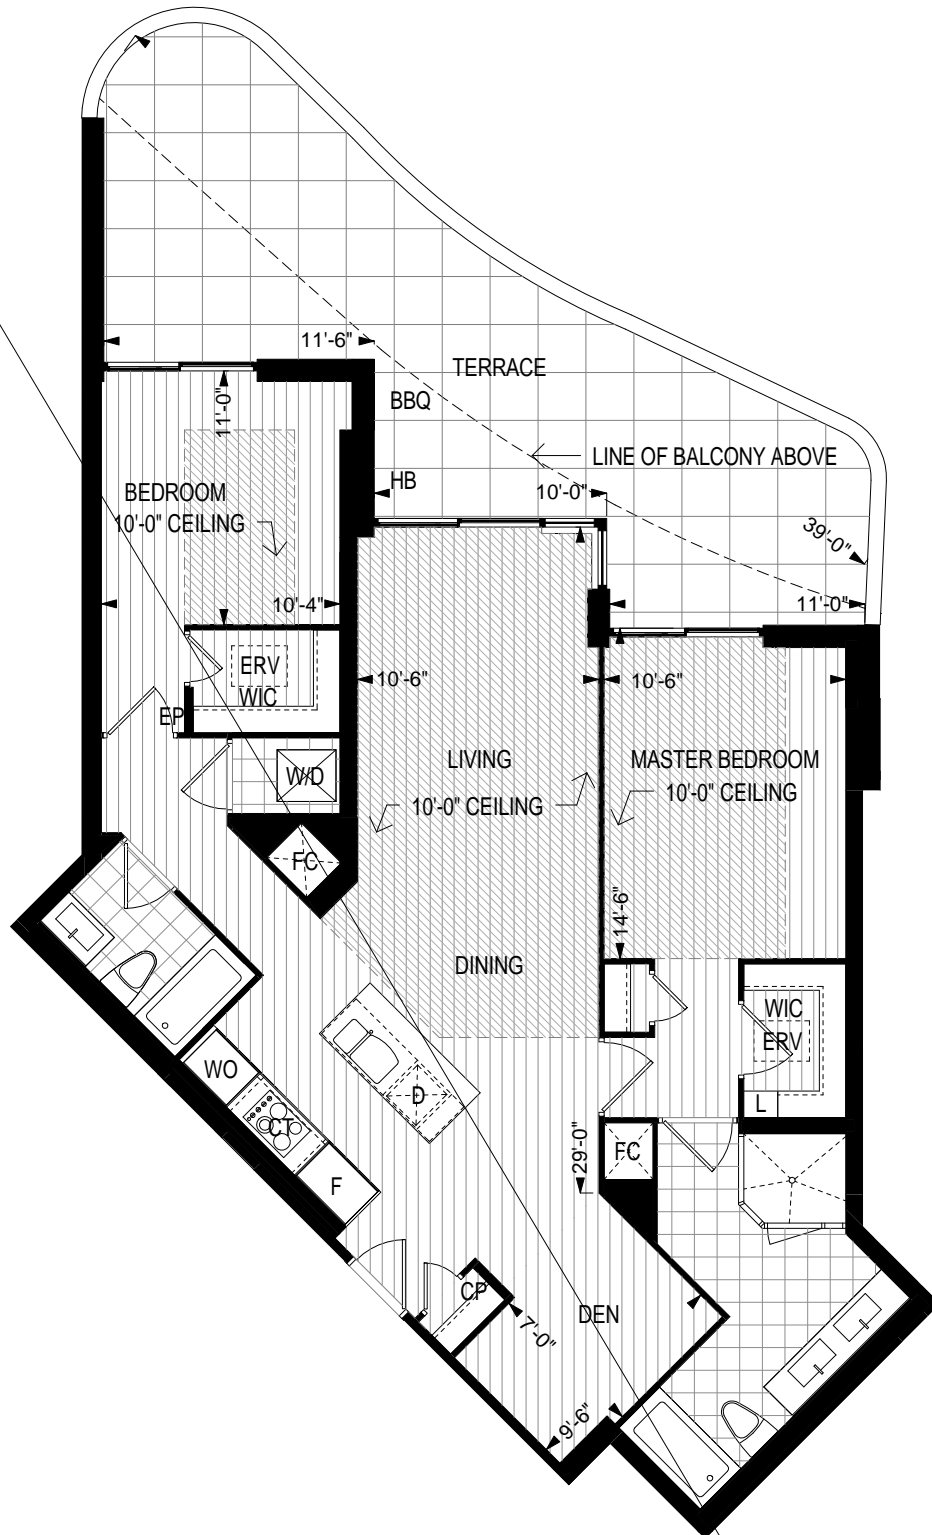 11'-6"
TERRACE
BBQ
11'-0"
LINE OF BALCONY ABOVE
HB
10'-0"
BEDROOM
10'-0" CEILING
39'-0"
10'-4"
11'-0"
ERV
WIC
10'-6"
10'-6"
EP
LIVING
MASTER BEDROOM
W/D
10'-0" CEILING
10'-0" CEILING
FC
14'-6"
DINING
WIC
ERV
WO
D
L
CT
FC
29'-0"
F
CP
DEN
7'-0"
9'-6"